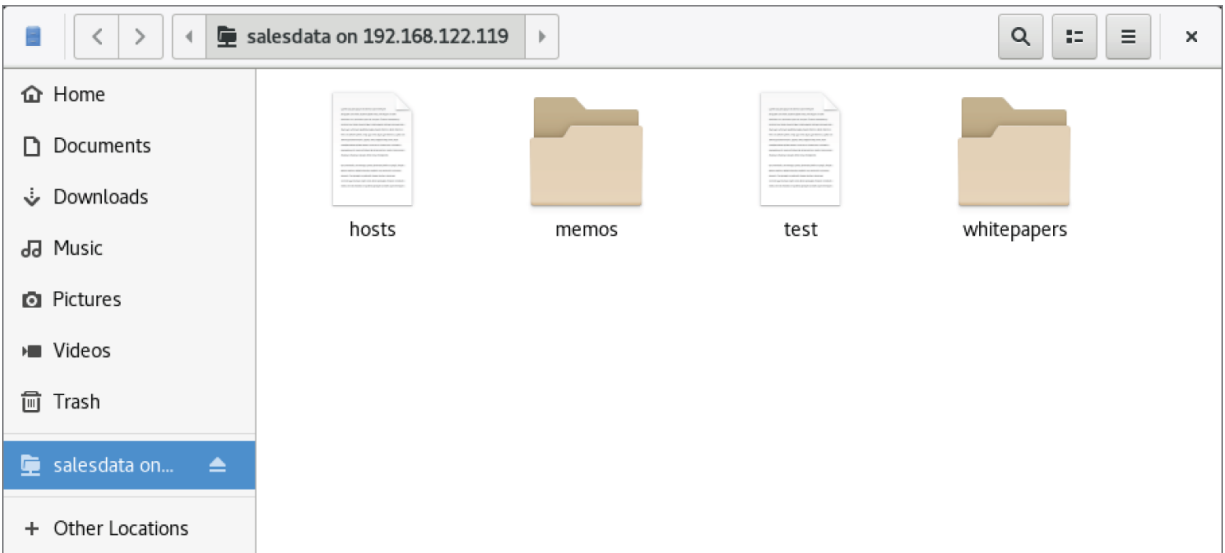 salesdata on 192.168.122.119
Home
Documents
Downloads
Music
Pictures
Videos
Trash
salesdata on...
Other Locations
hosts
memos
test
whitepapers